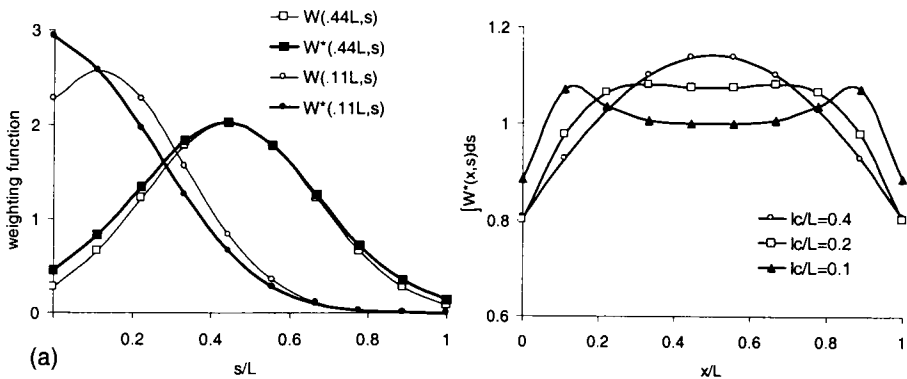 W(.44L,s)
W*(.44L,s)
W(.11L,s)
W*(.11L,s)
weighting function
3
2
1
0
0
0.2
0.4
0.6
0.8
1
s/L
(a)
∫W*(x,s)ds
1.2
1.0
0.8
0.6
lc/L=0.4
lc/L=0.2
lc/L=0.1
0
0.2
0.4
0.6
0.8
1
x/L